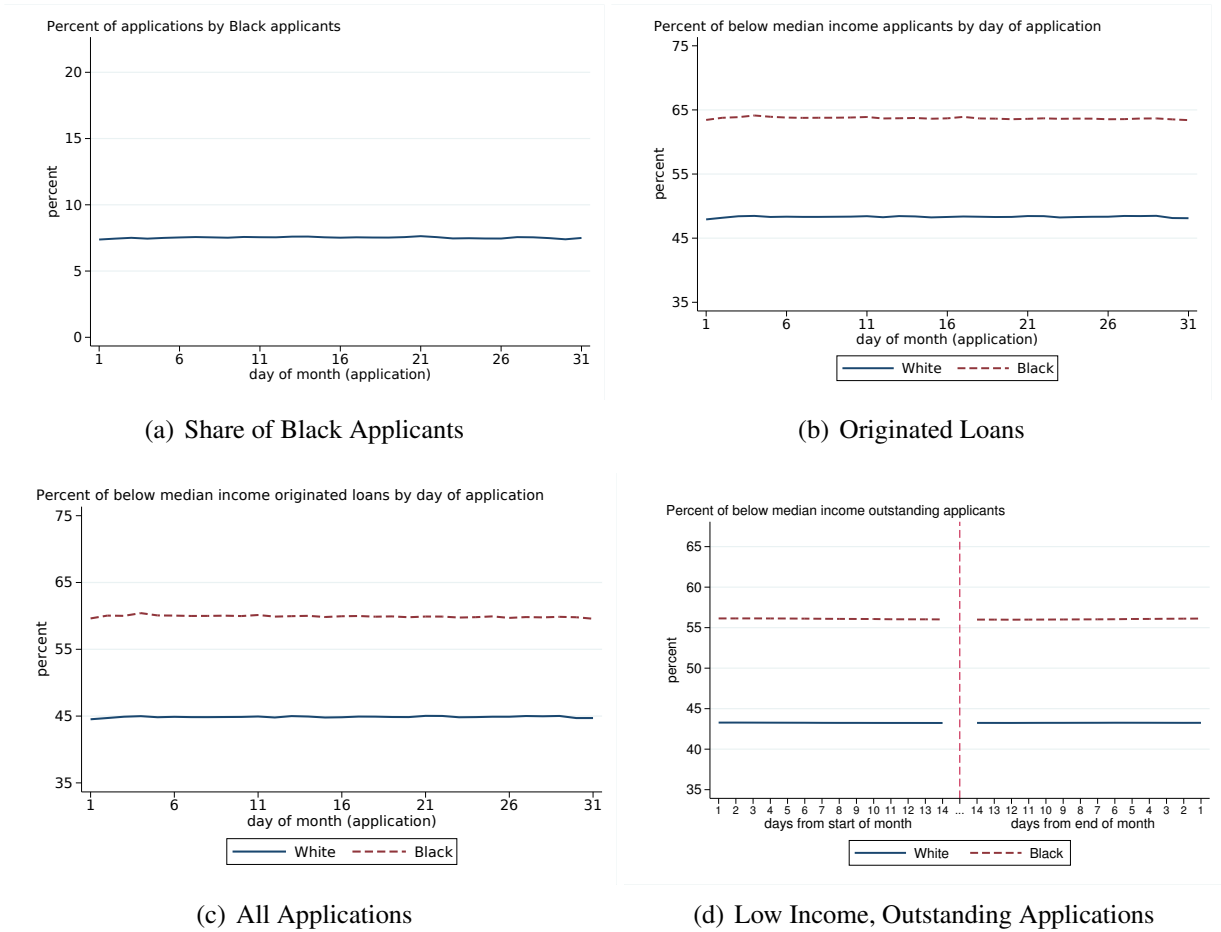 Percent of applications by Black applicants
20
15
10
5
0
percent
1 6 11 16 21 26 31
day of month (application)
(a) Share of Black Applicants
Percent of below median income applicants by day of application
75
65
55
45
35
percent
1 6 11 16 21 26 31
day of month (application)
White Black
(b) Originated Loans
Percent of below median income originated loans by day of application
75
65
55
45
35
percent
1 6 11 16 21 26 31
day of month (application)
White Black
(c) All Applications
Percent of below median income outstanding applicants
65
60
55
50
45
40
35
percent
1 2 3 4 5 6 7 8 9 10 11 12 13 14 ... 14 13 12 11 10 9 8 7 6 5 4 3 2 1
days from start of month days from end of month
White Black
(d) Low Income, Outstanding Applications